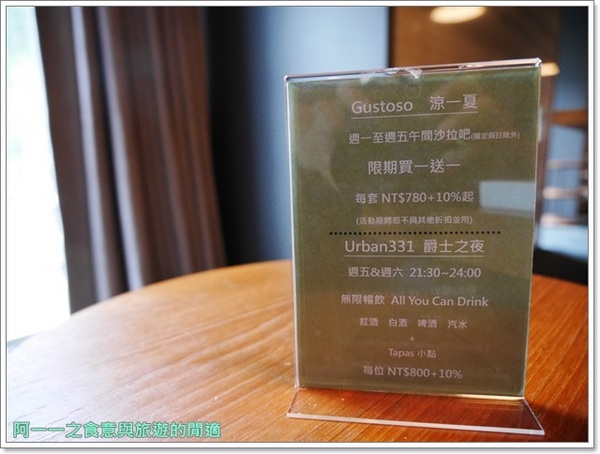 Gustoso 涼一夏
週一至週五午間沙拉吧(國定假日除外)
限期買一送一
每套 NT$780+10%起
(活動期間恕不與其他折扣並用)
Urban331 爵士之夜
週五&週六 21:30~24:00
無限暢飲 All You Can Drink
紅酒 白酒 啤酒 汽水
+
Tapas 小點
每位 NT$800+10%
阿一一之食意與旅遊的閒適